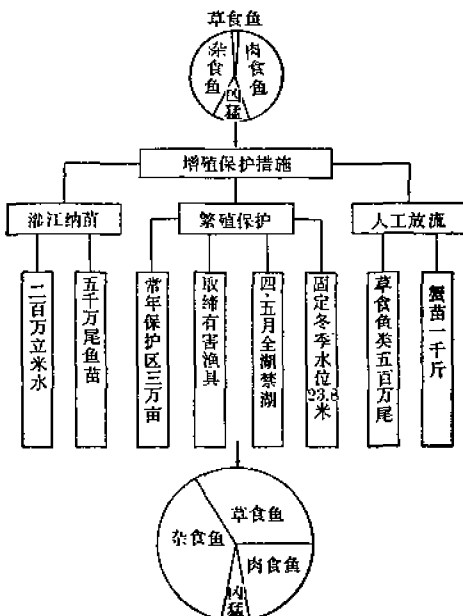 草食鱼
杂食鱼
肉食鱼
凶猛
增殖保护措施
灌江纳苗
繁殖保护
人工放流
二百万立米水
五千万尾鱼苗
常年保护区三万亩
取缔有害渔具
四、五月全湖禁湖
固定冬季水位23.8米
草食鱼类五百万尾
蟹苗一千斤
草食鱼
杂食鱼
肉食鱼
凶猛